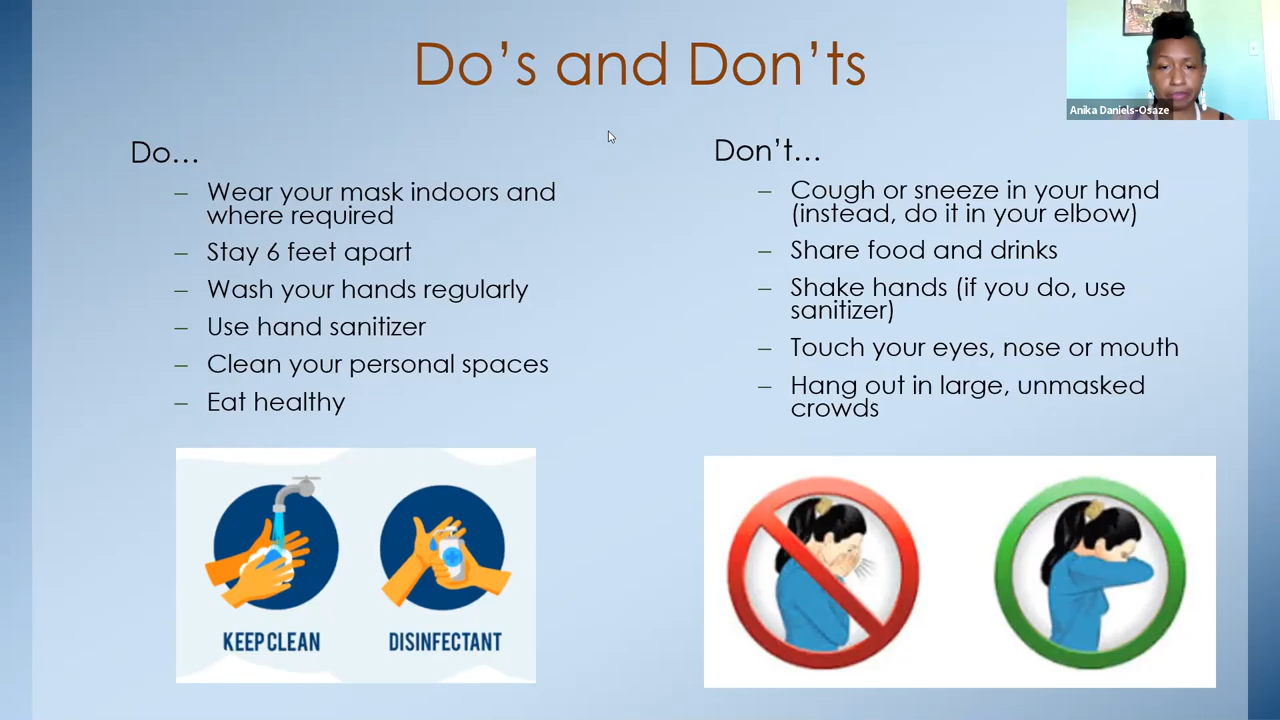 Do's and Don'ts
Anika Daniels-Osaze
Do...
– Wear your mask indoors and
where required
– Stay 6 feet apart
– Wash your hands regularly
– Use hand sanitizer
– Clean your personal spaces
– Eat healthy
KEEP CLEAN
DISINFECTANT
Don't...
– Cough or sneeze in your hand
(instead, do it in your elbow)
– Share food and drinks
– Shake hands (if you do, use
sanitizer)
– Touch your eyes, nose or mouth
– Hang out in large, unmasked
crowds